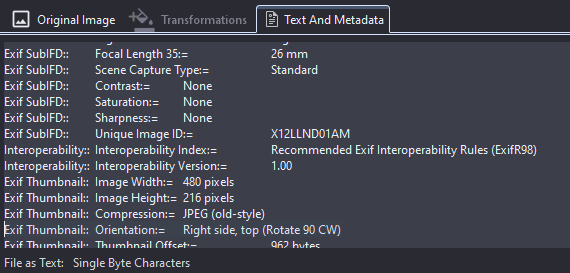 Original Image Transformations Text And Metadata
Exif SubIFD:: Focal Length 35:= 26 mm
Exif SubIFD:: Scene Capture Type:= Standard
Exif SubIFD:: Contrast:= None
Exif SubIFD:: Saturation:= None
Exif SubIFD:: Sharpness:= None
Exif SubIFD:: Unique Image ID:= X12LLND01AM
Interoperability:: Interoperability Index:= Recommended Exif Interoperability Rules (ExifR98)
Interoperability:: Interoperability Version:= 1.00
Exif Thumbnail:: Image Width:= 480 pixels
Exif Thumbnail:: Image Height:= 216 pixels
Exif Thumbnail:: Compression:= JPEG (old-style)
Exif Thumbnail:: Orientation:= Right side, top (Rotate 90 CW)
Exif Thumbnail:: Thumbnail Offset:= 962 bytes
File as Text: Single Byte Characters